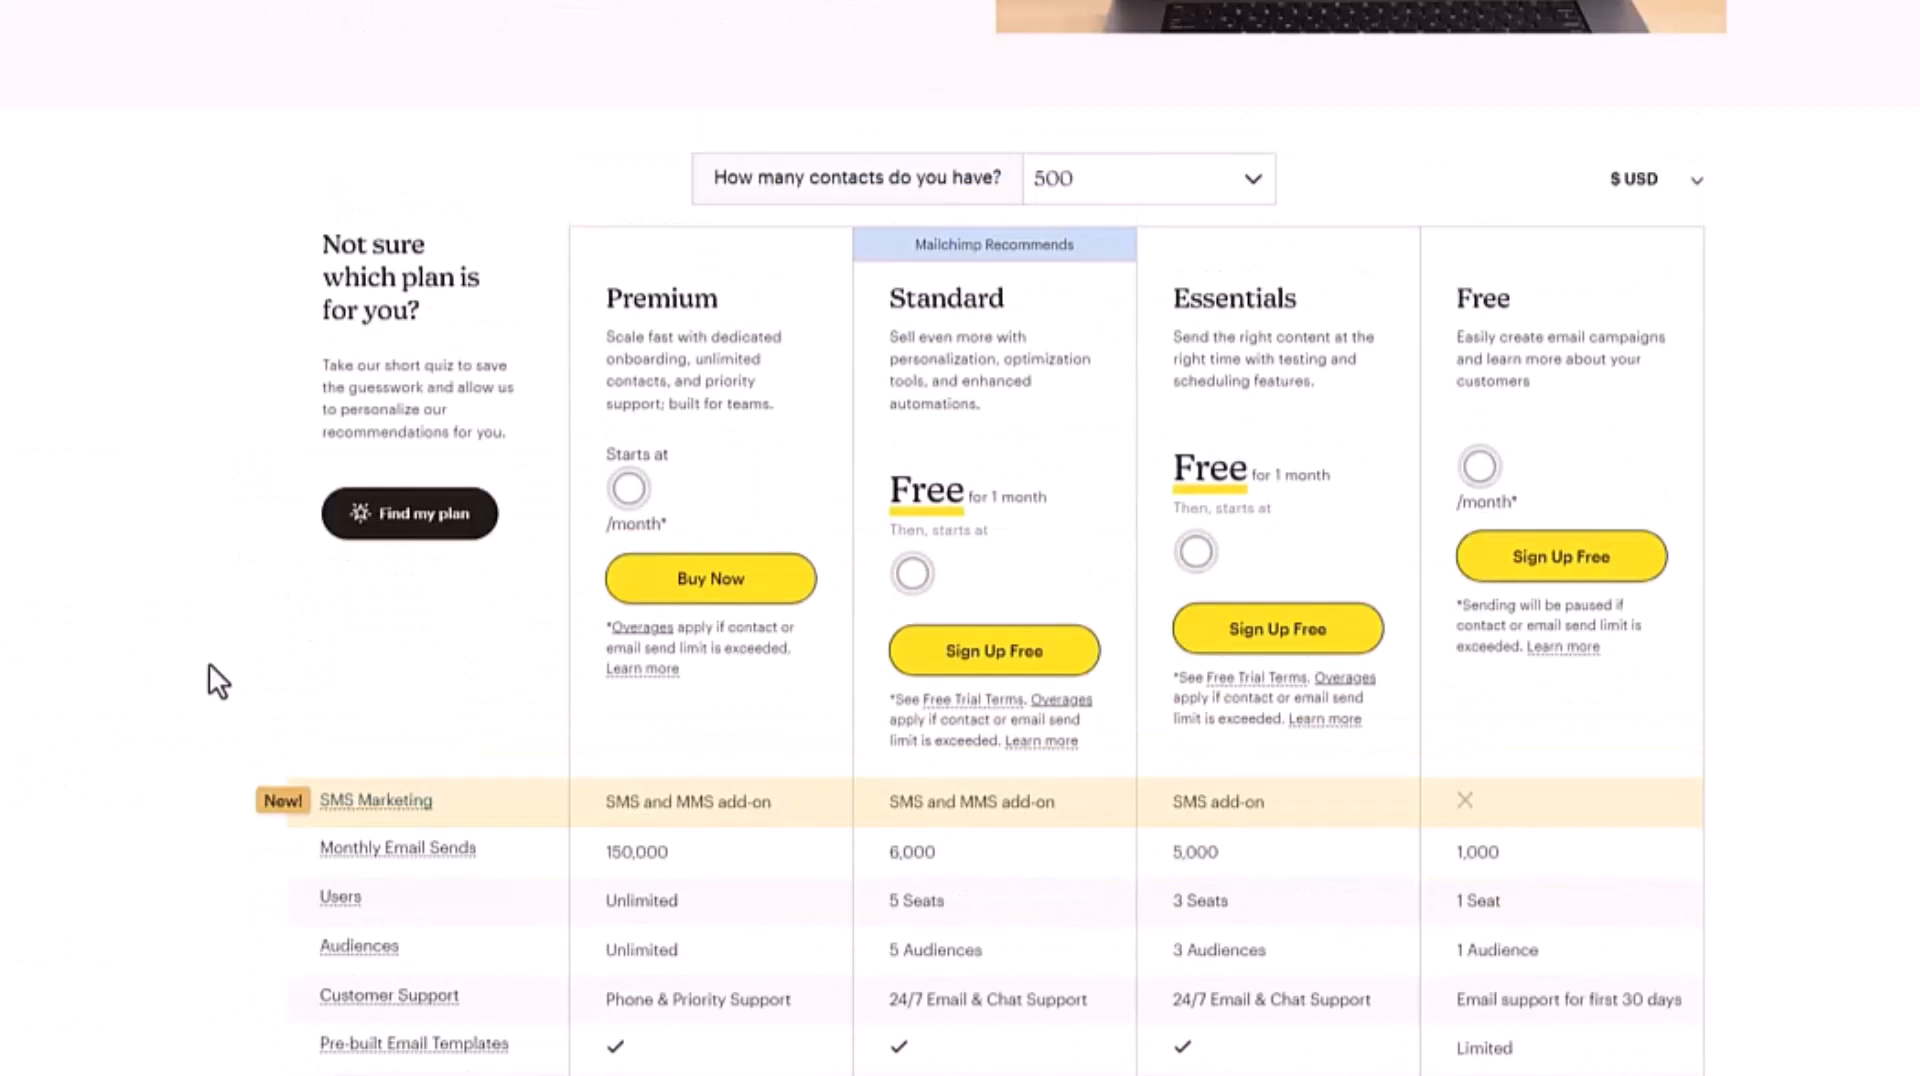 How many contacts do you have?
500
$ USD
Not sure
which plan is
for you?
Take our short quiz to save
the guesswork and allow us
to personalize our
recommendations for you.
Find my plan
Premium
Scale fast with dedicated
onboarding, unlimited
contacts, and priority
support; built for teams.
Starts at
/month*
Buy Now
*Overages apply if contact or
email send limit is exceeded.
Learn more
Mailchimp Recommends
Standard
Sell even more with
personalization, optimization
tools, and enhanced
automations.
Free for 1 month
Then, starts at
Sign Up Free
*See Free Trial Terms. Overages
apply if contact or email send
limit is exceeded. Learn more
Essentials
Send the right content at the
right time with testing and
scheduling features.
Free for 1 month
Then, starts at
Sign Up Free
*See Free Trial Terms. Overages
apply if contact or email send
limit is exceeded. Learn more
Free
Easily create email campaigns
and learn more about your
customers
/month*
Sign Up Free
*Sending will be paused if
contact or email send limit is
exceeded. Learn more
New! SMS Marketing SMS and MMS add-on SMS and MMS add-on SMS add-on
Monthly Email Sends 150,000 6,000 5,000 1,000
Users Unlimited 5 Seats 3 Seats 1 Seat
Audiences Unlimited 5 Audiences 3 Audiences 1 Audience
Customer Support Phone & Priority Support 24/7 Email & Chat Support 24/7 Email & Chat Support Email support for first 30 days
Pre-built Email Templates Limited